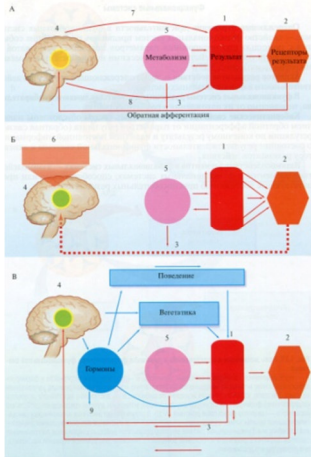 А
7
4
1
2
5
Метаболизм
Результат
Рецепторы
результата
8
3
Обратная афферентация
Б
6
1
4
2
5
3
В
Поведение
4
Вегетатика
1
2
5
Гормоны
9
3